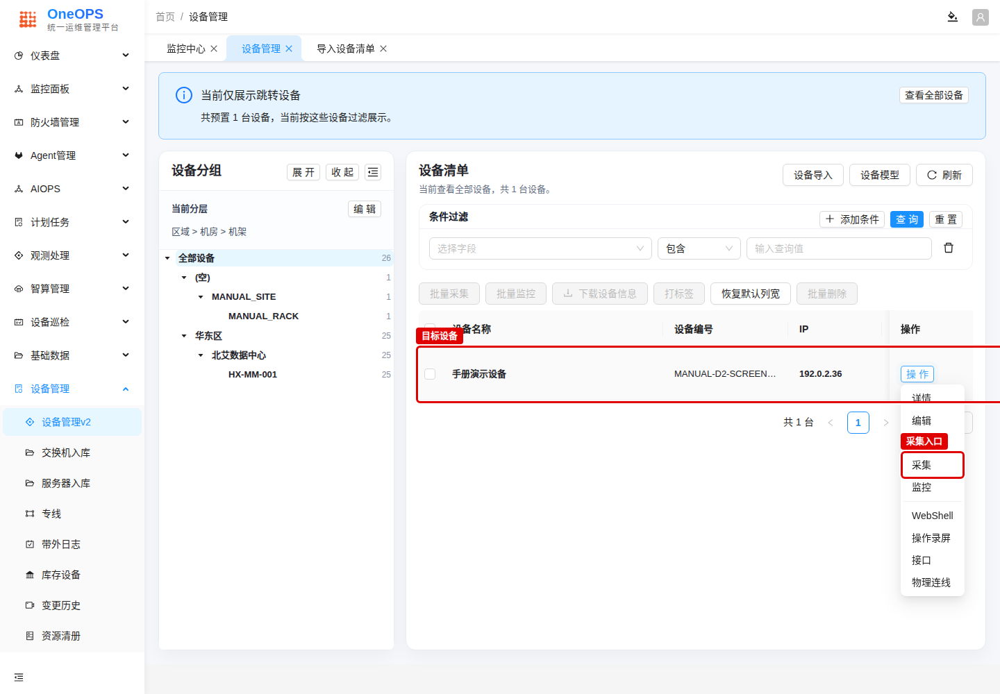 OneOPS
统一运维管理平台
仪表盘
监控面板
防火墙管理
Agent管理
AIOPS
计划任务
观测处理
智算管理
设备巡检
基础数据
设备管理
设备管理v2
交换机入库
服务器入库
专线
带外日志
库存设备
变更历史
资源清册
首页 / 设备管理
监控中心 设备管理 导入设备清单
当前仅展示跳转设备
共预置 1 台设备，当前按这些设备过滤展示。
查看全部设备
设备分组
展 开 收 起
当前分层
编 辑
区域 > 机房 > 机架
全部设备 26
(空) 1
MANUAL_SITE 1
MANUAL_RACK 1
华东区 25
北艾数据中心 25
HX-MM-001 25
设备清单
当前查看全部设备，共 1 台设备。
设备导入 设备模型 刷新
条件过滤
添加条件 查 询 重 置
选择字段 包含 输入查询值
批量采集 批量监控 下载设备信息 打标签 恢复默认列宽 批量删除
设备名称 设备编号 IP 操作
目标设备
手册演示设备 MANUAL-D2-SCREEN… 192.0.2.36 操 作
共 1 台 1
详情
编辑
采集入口
采集
监控
WebShell
操作录屏
接口
物理连线